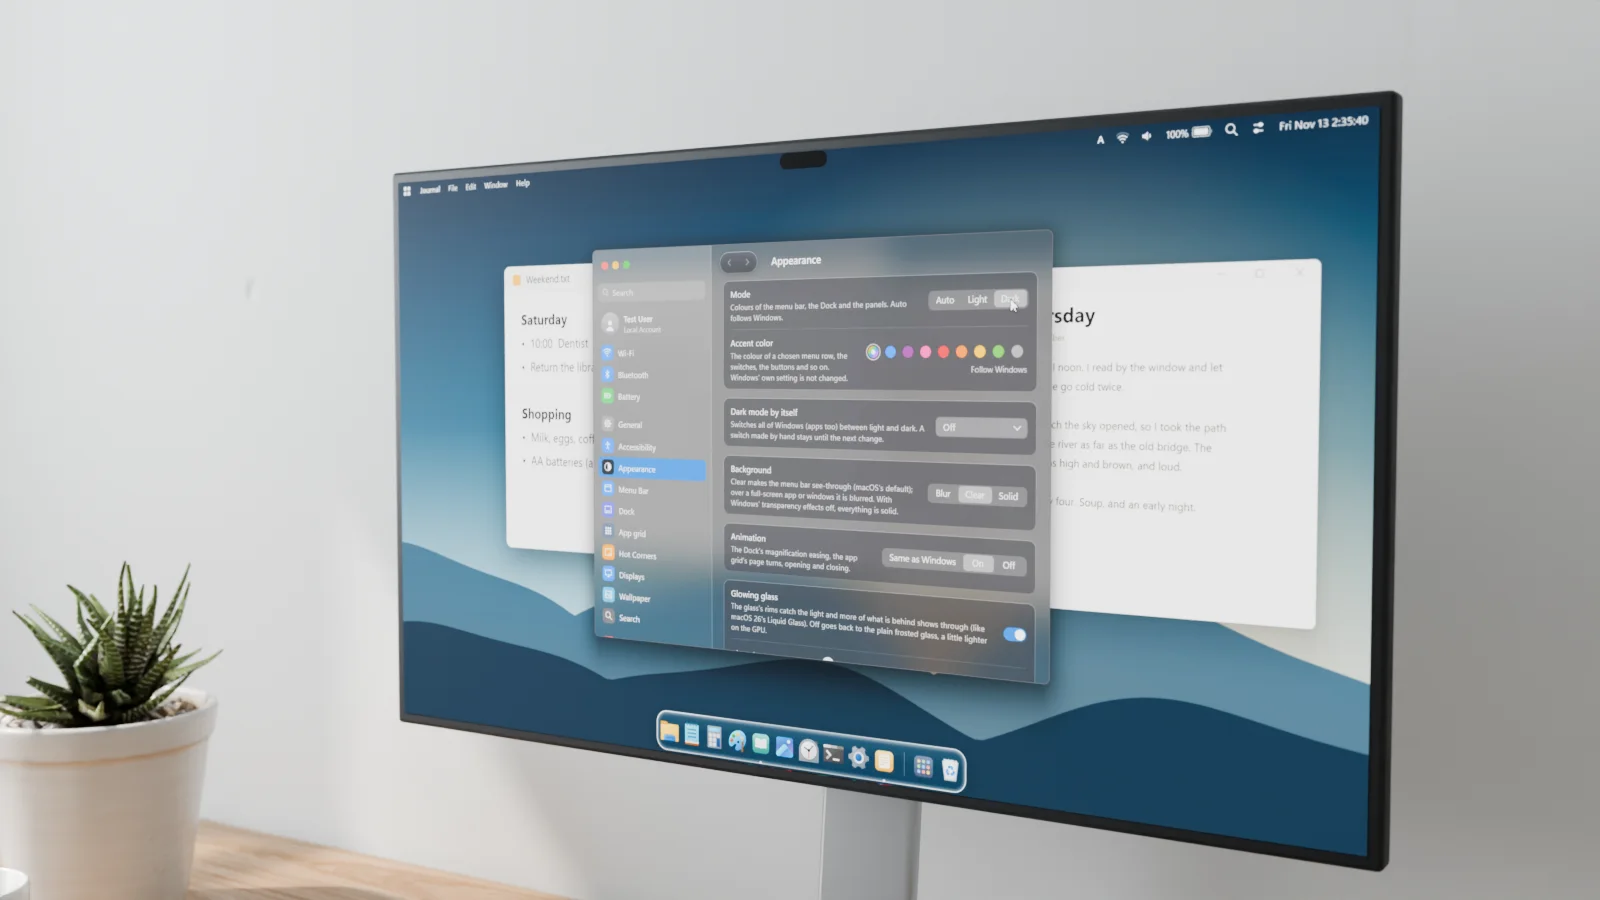 Journal File Edit Window Help
A 100% Fri Nov 13 2:35:40
Weekend.txt
Saturday
• 10:00 Dentist
• Return the libr
Shopping
• Milk, eggs, coff
• AA batteries (a
Search
Test User
Local Account
Wi-Fi
Bluetooth
Battery
General
Accessibility
Appearance
Menu Bar
Dock
App grid
Hot Corners
Displays
Wallpaper
Search
Appearance
Mode
Colours of the menu bar, the Dock and the panels. Auto
follows Windows.
Auto Light Dark
Accent color
The colour of a chosen menu row, the
switches, the buttons and so on.
Windows' own setting is not changed.
Follow Windows
Dark mode by itself
Switches all of Windows (apps too) between light and dark. A
switch made by hand stays until the next change.
Off
Background
Clear makes the menu bar see-through (macOS's default);
over a full-screen app or windows it is blurred. With
Windows' transparency effects off, everything is solid.
Blur Clear Solid
Animation
The Dock's magnification easing, the app
grid's page turns, opening and closing.
Same as Windows On Off
Glowing glass
The glass's rims catch the light and more of what is behind shows through (like
macOS 26's Liquid Glass). Off goes back to the plain frosted glass, a little lighter
on the GPU.
rsday
noon. I read by the window and let
go cold twice.
ch the sky opened, so I took the path
river as far as the old bridge. The
s high and brown, and loud.
four. Soup, and an early night.